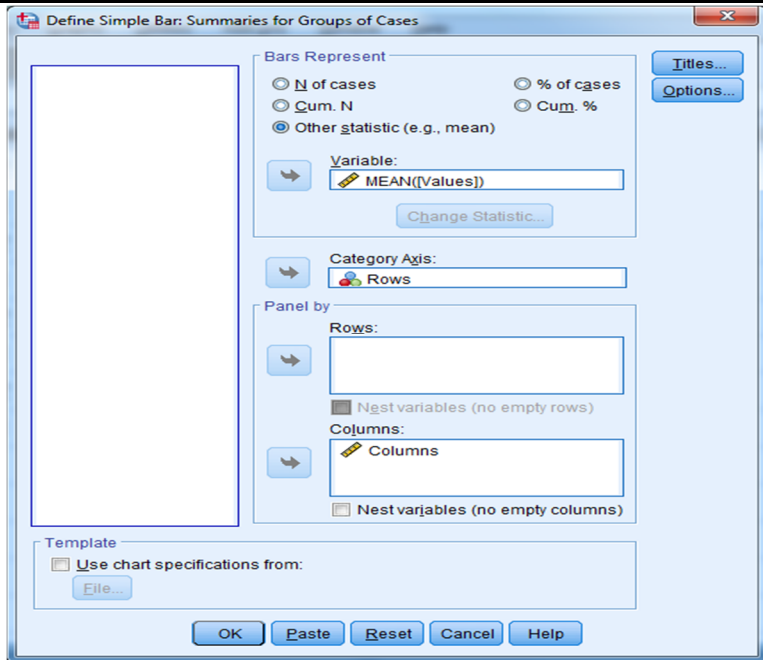 Define Simple Bar: Summaries for Groups of Cases
Bars Represent
N of cases
% of cases
Cum. N
Cum. %
Other statistic (e.g., mean)
Variable:
MEAN([Values])
Change Statistic...
Category Axis:
Rows
Panel by
Rows:
Nest variables (no empty rows)
Columns:
Columns
Nest variables (no empty columns)
Titles...
Options...
Template
Use chart specifications from:
File...
OK Paste Reset Cancel Help